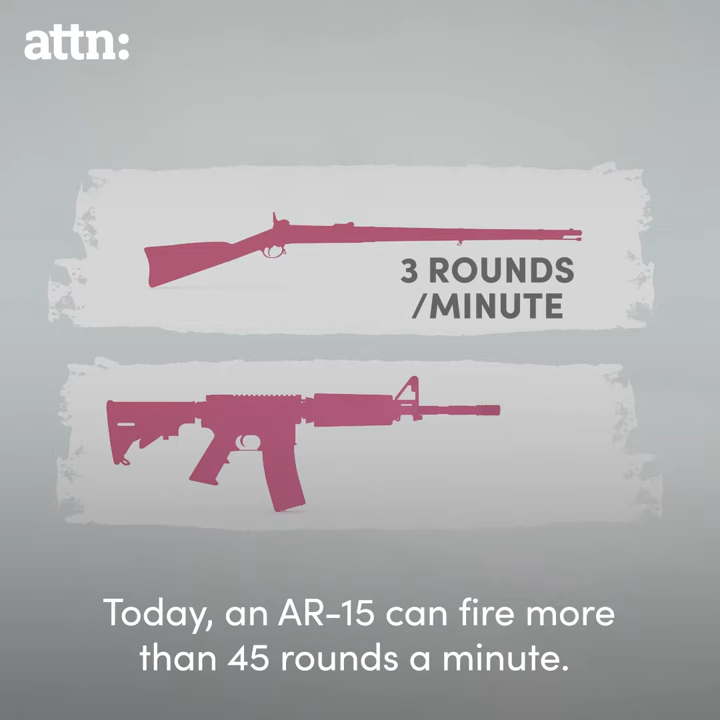 attn:
3 ROUNDS
/MINUTE
Today, an AR-15 can fire more
than 45 rounds a minute.